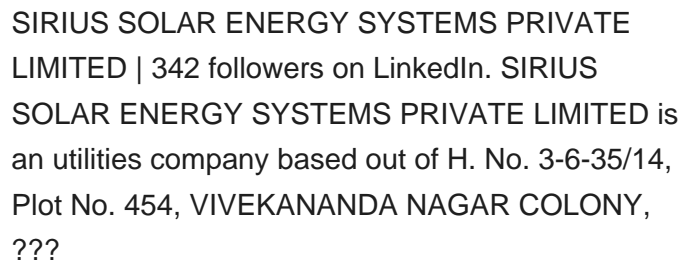 SIRIUS SOLAR ENERGY SYSTEMS PRIVATE
LIMITED | 342 followers on LinkedIn. SIRIUS
SOLAR ENERGY SYSTEMS PRIVATE LIMITED is
an utilities company based out of H. No. 3-6-35/14,
Plot No. 454, VIVEKANANDA NAGAR COLONY,
???